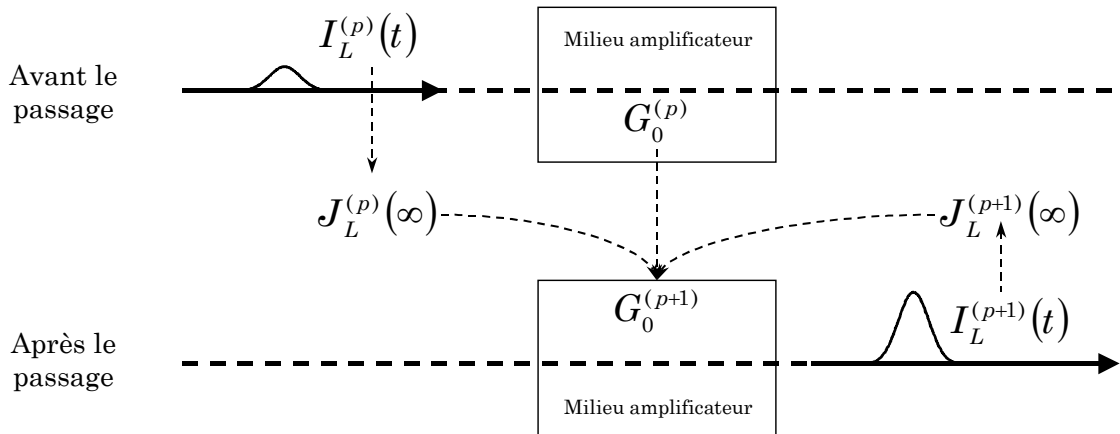 I_L^(p)(t)
Milieu amplificateur
Avant le
passage
G_0^(p)
J_L^(p)(∞)
J_L^(p+1)(∞)
G_0^(p+1)
I_L^(p+1)(t)
Après le
passage
Milieu amplificateur